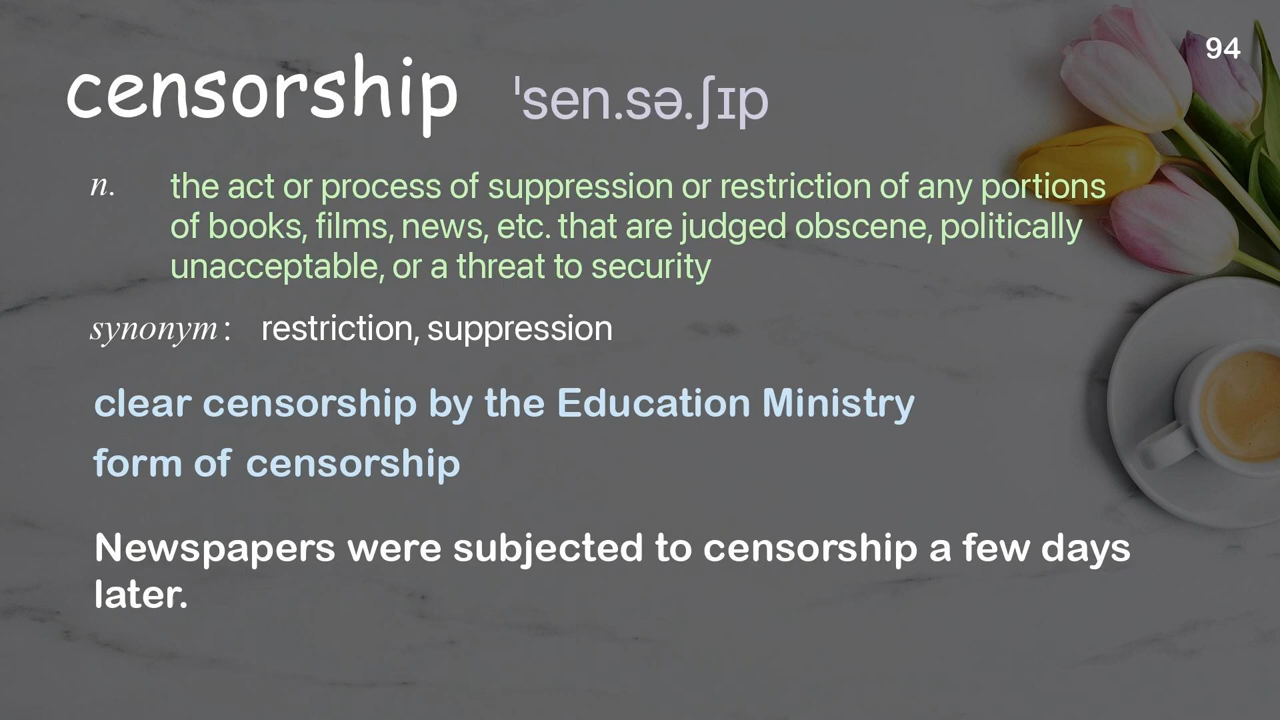 94
censorship ˈsen.sə.ʃɪp
n. the act or process of suppression or restriction of any portions
of books, films, news, etc. that are judged obscene, politically
unacceptable, or a threat to security
synonym: restriction, suppression
clear censorship by the Education Ministry
form of censorship
Newspapers were subjected to censorship a few days
later.